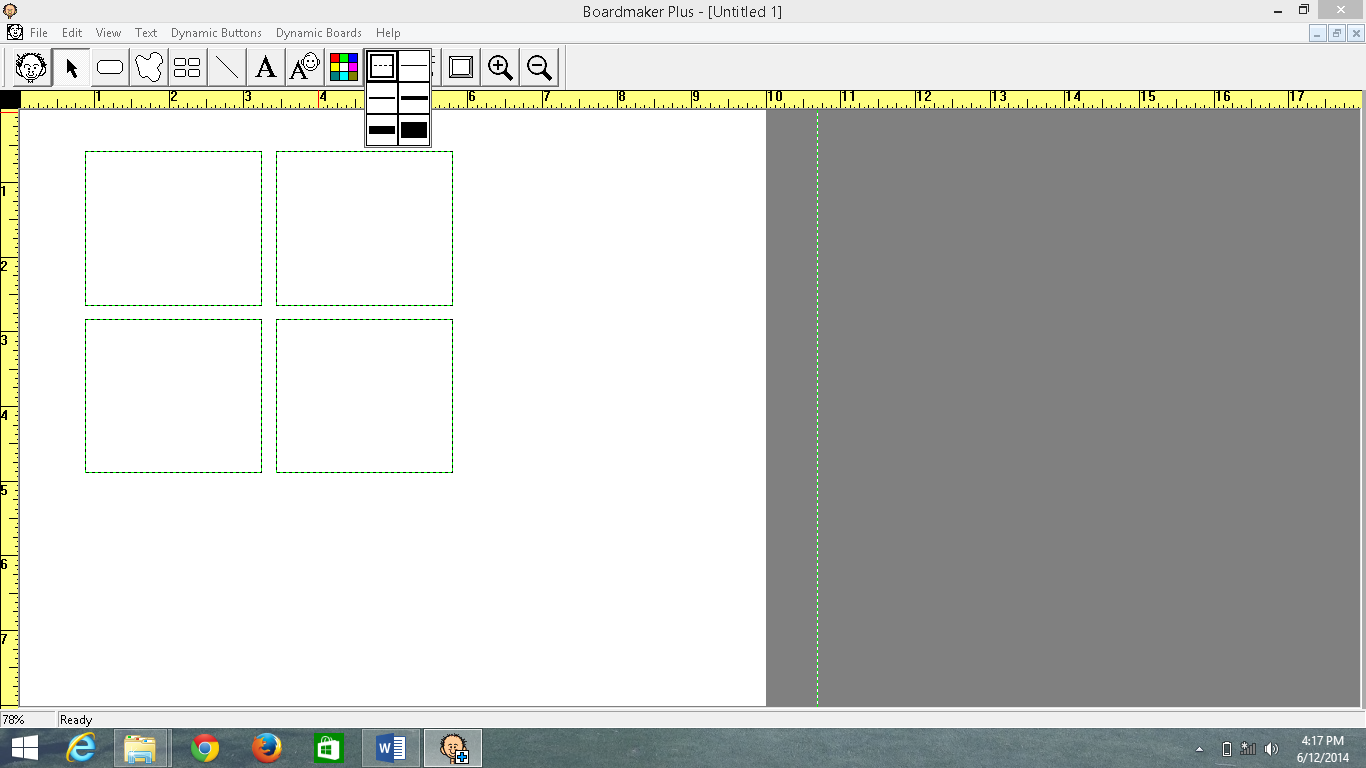 Boardmaker Plus - [Untitled 1]
File Edit View Text Dynamic Buttons Dynamic Boards Help
A A
1 2 3 4 6 7 8 9 10 11 12 13 14 15 16 17
1
2
3
4
5
6
7
78% Ready
4:17 PM
6/12/2014